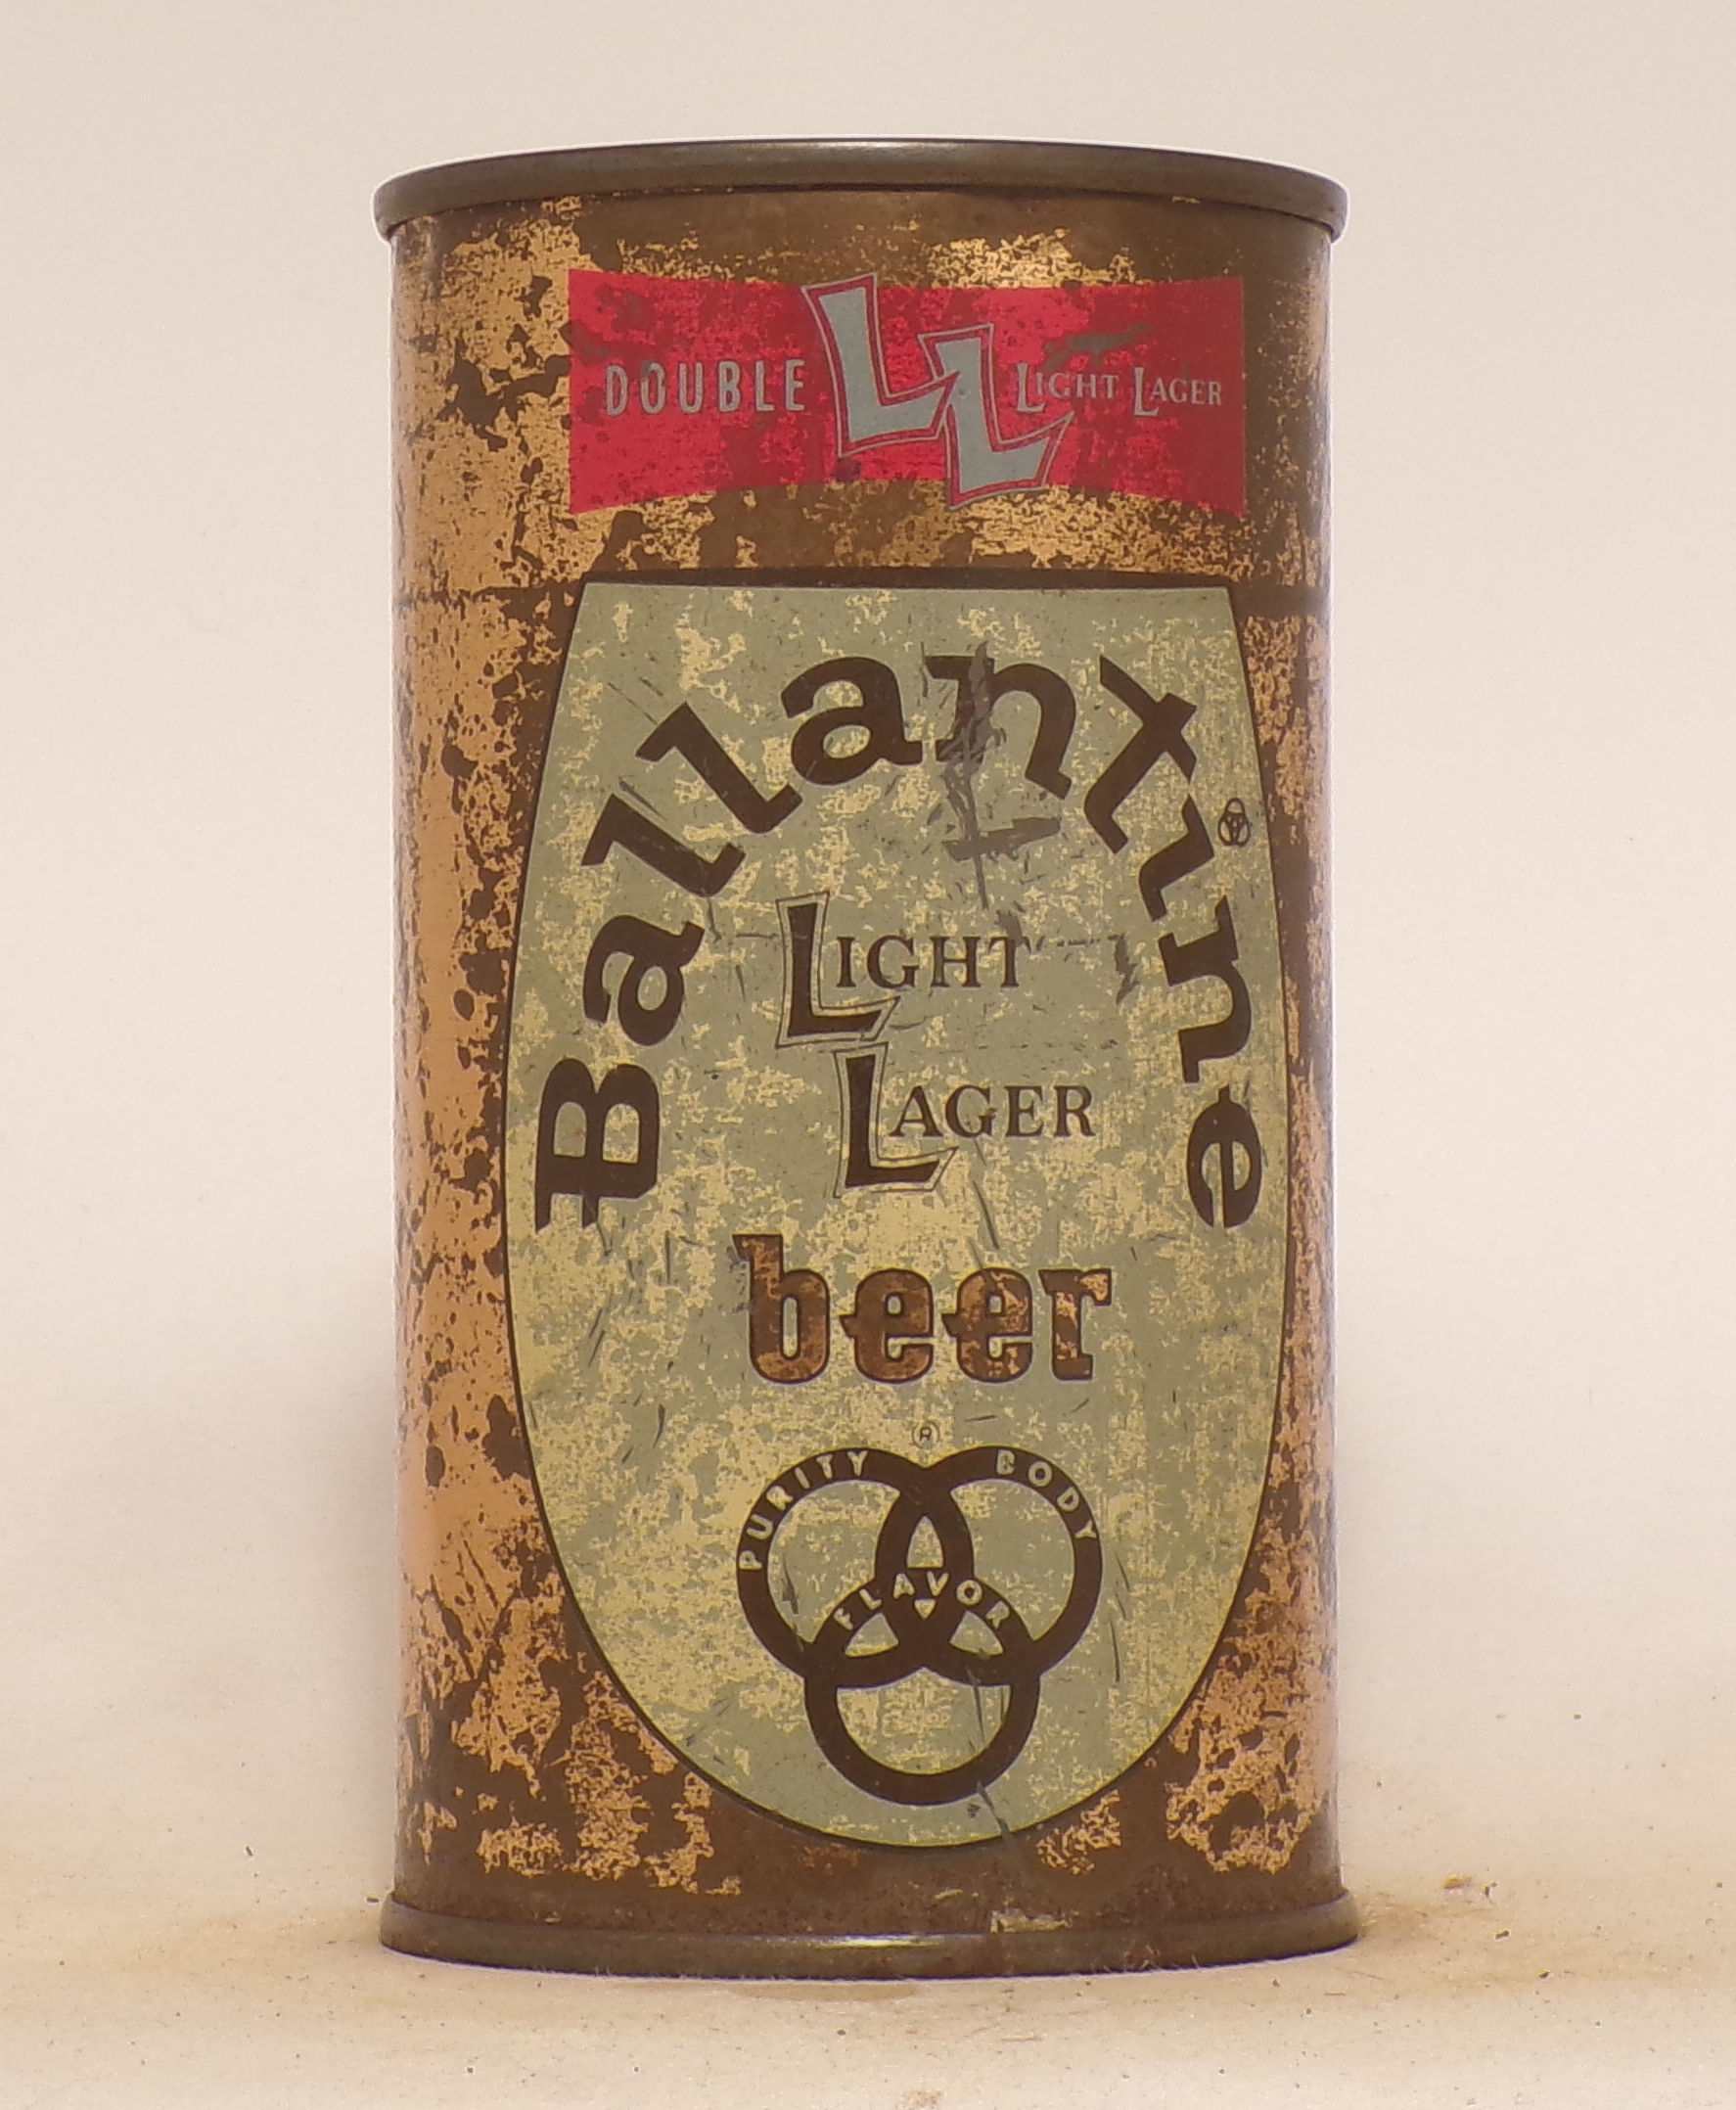 DOUBLE LL LIGHT LAGER
Ballantine
LIGHT
LAGER
beer
®
PURITY BODY
FLAVOR